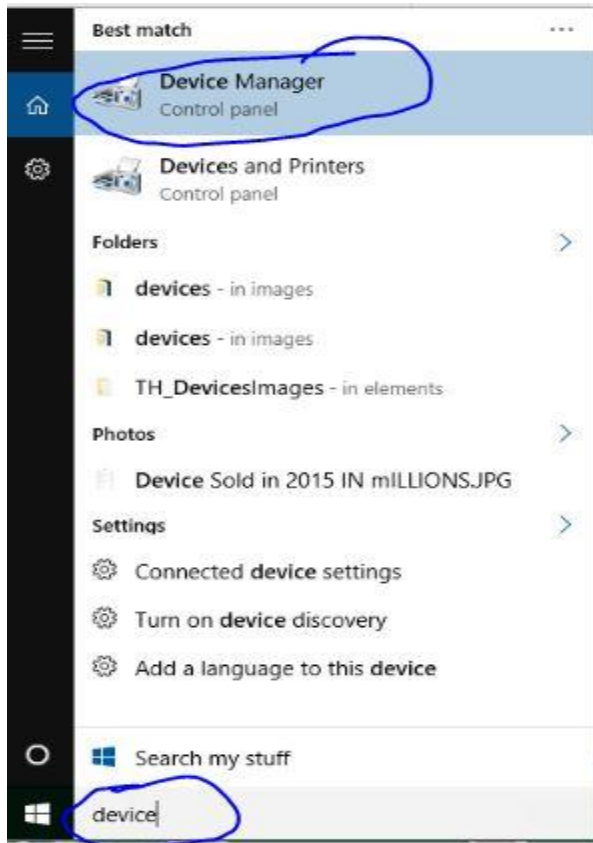 Best match
Device Manager
Control panel
Devices and Printers
Control panel
Folders
devices - in images
devices - in images
TH_DevicesImages - in elements
Photos
Device Sold in 2015 IN mILLIONS.JPG
Settings
Connected device settings
Turn on device discovery
Add a language to this device
Search my stuff
device